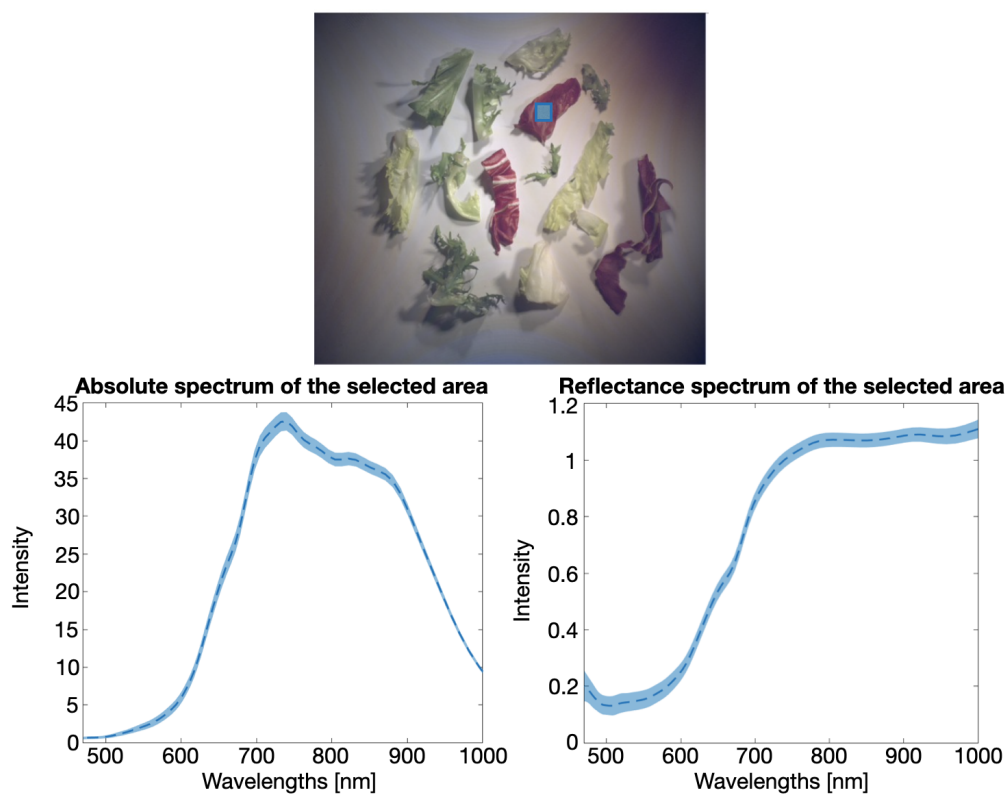 Absolute spectrum of the selected area
45
40
35
30
25
20
15
10
5
0
Intensity
500 600 700 800 900 1000
Wavelengths [nm]
Reflectance spectrum of the selected area
1.2
1
0.8
0.6
0.4
0.2
0
Intensity
500 600 700 800 900 1000
Wavelengths [nm]